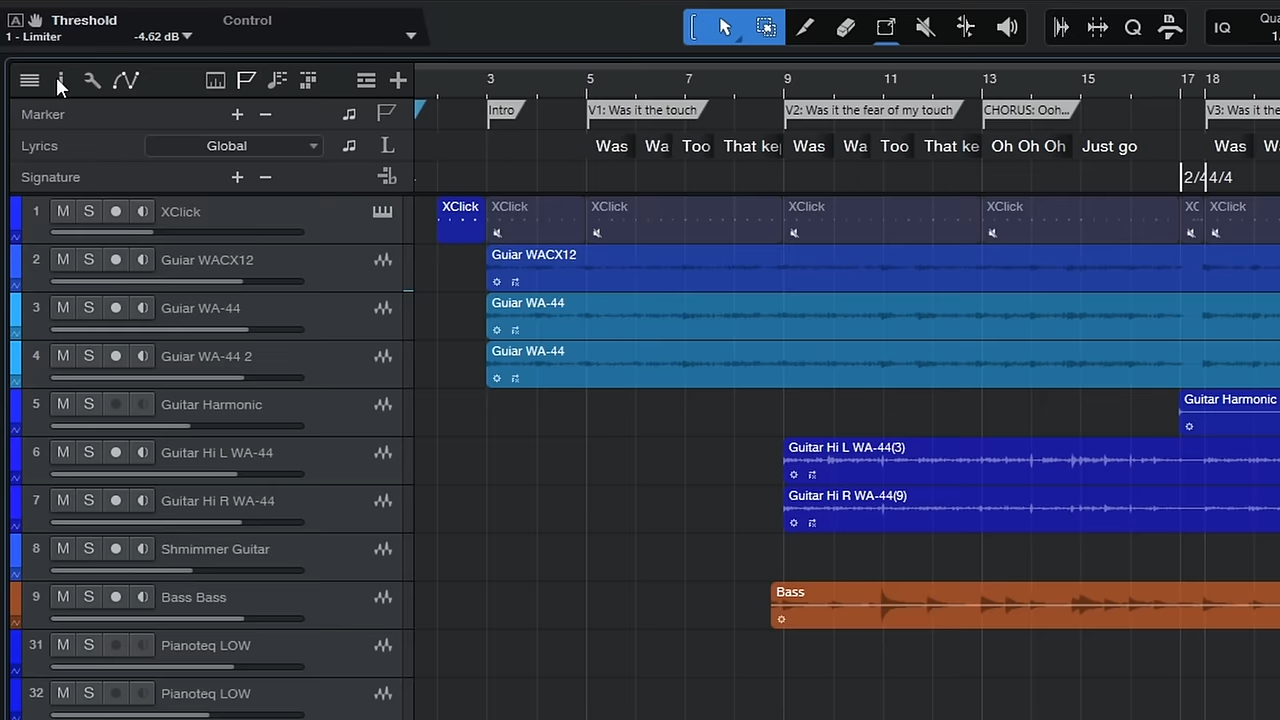 A Threshold Control
1 - Limiter -4.62 dB
IQ Qu
3 5 7 9 11 13 15 17 18
Marker
Intro V1: Was it the touch V2: Was it the fear of my touch CHORUS: Ooh... V3: Was it the
Lyrics Global L
Was Wa Too That ke Was Wa Too That ke Oh Oh Oh Just go Was W
Signature
2/4 4/4
1 M S XClick
XClick XClick XClick XClick XClick XC XClick
2 M S Guiar WACX12
Guiar WACX12
3 M S Guiar WA-44
Guiar WA-44
4 M S Guiar WA-44 2
Guiar WA-44
5 M S Guitar Harmonic
Guitar Harmonic
6 M S Guitar Hi L WA-44
Guitar Hi L WA-44(3)
7 M S Guitar Hi R WA-44
Guitar Hi R WA-44(9)
8 M S Shmimmer Guitar
9 M S Bass Bass
Bass
31 M S Pianoteq LOW
32 M S Pianoteq LOW